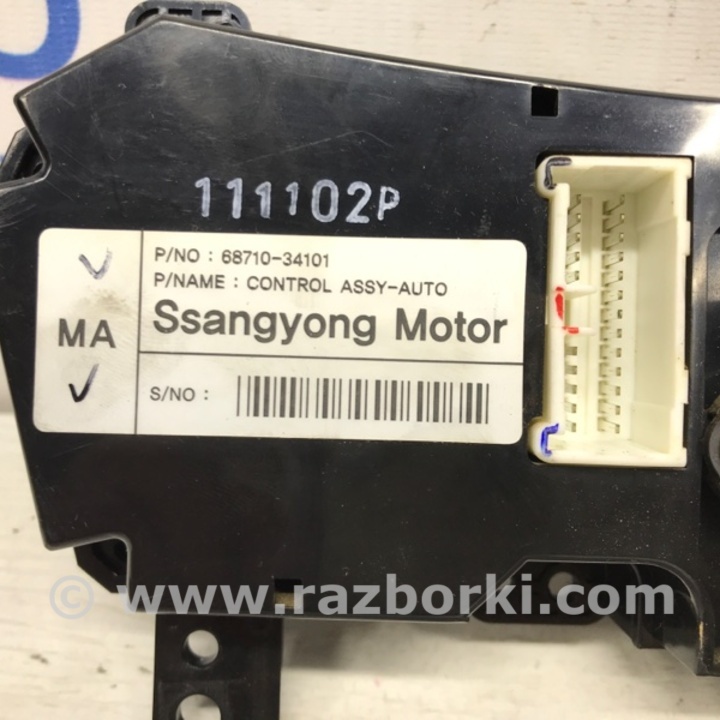 111102P
P/NO : 68710-34101
P/NAME : CONTROL ASSY-AUTO
MA
Ssangyong Motor
S/NO :
© www.razborki.com